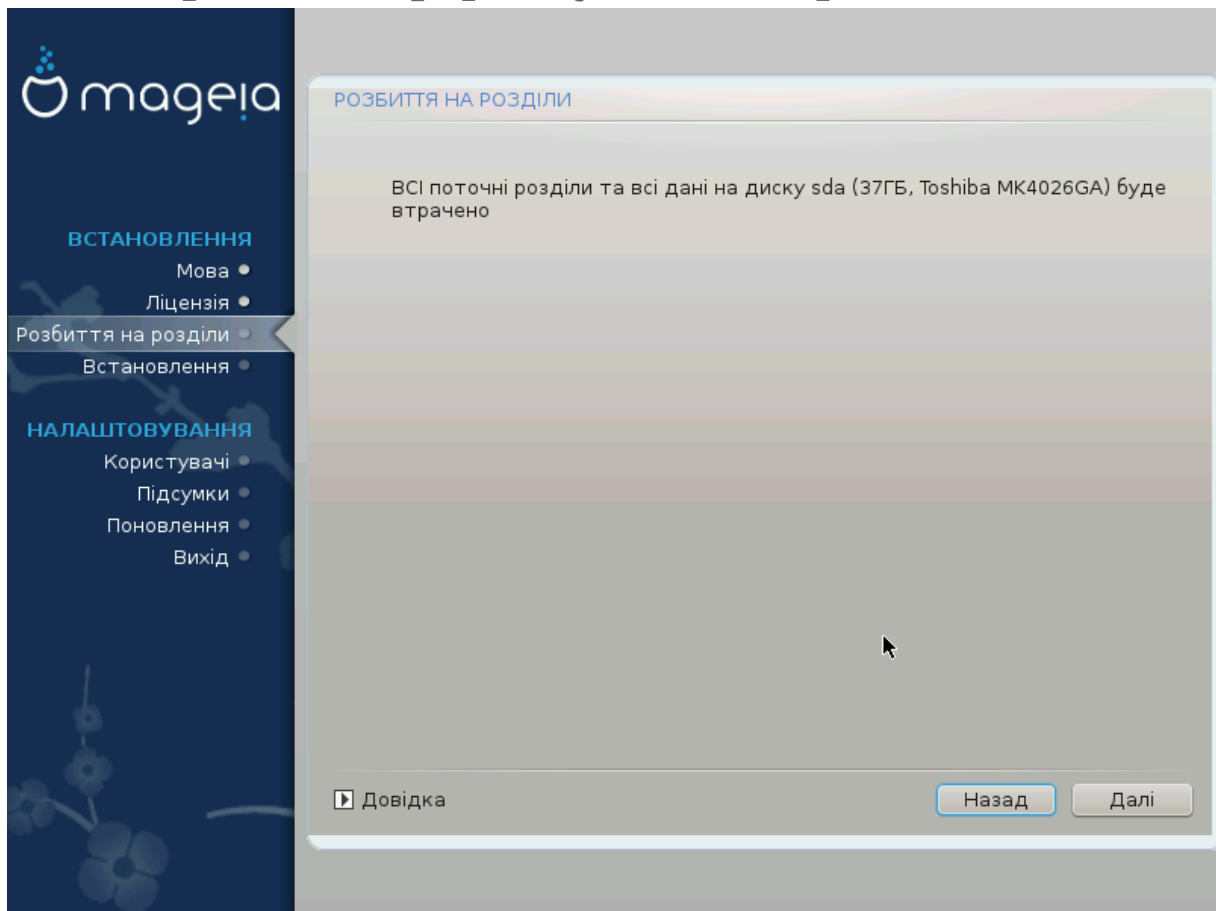 mageia
РОЗБИТТЯ НА РОЗДІЛИ
ВСІ поточні розділи та всі дані на диску sda (37ГБ, Toshiba MK4026GA) буде
втрачено
ВСТАНОВЛЕННЯ
Мова
Ліцензія
Розбиття на розділи
Встановлення
НАЛАШТОВУВАННЯ
Користувачі
Підсумки
Поновлення
Вихід
Довідка
Назад
Далі